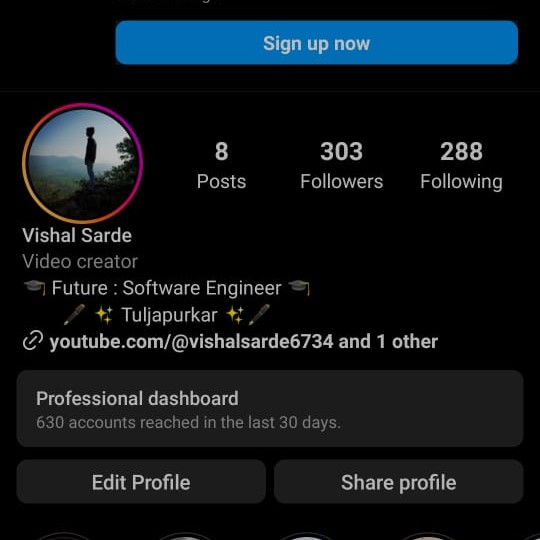 Sign up now
8 303 288
Posts Followers Following
Vishal Sarde
Video creator
🎓 Future : Software Engineer 🎓
🖋️ ✨ Tuljapurkar ✨🖋️
youtube.com/@vishalsarde6734 and 1 other
Professional dashboard
630 accounts reached in the last 30 days.
Edit Profile Share profile